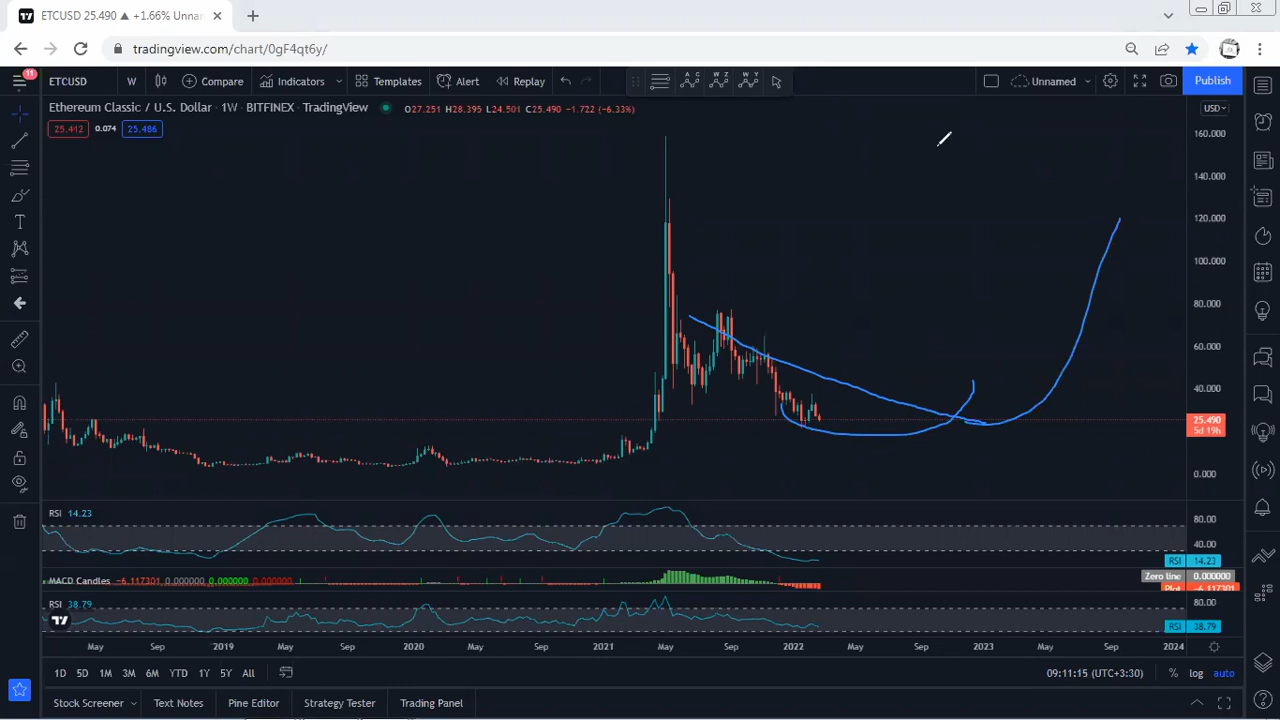 ETCUSD 25.490 ▲ +1.66% Unnar
tradingview.com/chart/0gF4qt6y/
11
ETCUSD W Compare Indicators Templates Alert Replay Unnamed Publish
Ethereum Classic / U.S. Dollar · 1W · BITFINEX · TradingView O27.251 H28.395 L24.501 C25.490 −1.722 (−6.33%)
USD
25.412 0.074 25.486
160.000
140.000
120.000
100.000
80.000
60.000
40.000
25.490
5d 19h
0.000
RSI 14.23
80.00
40.00
RSI 14.23
MACD Candles −6.117301 0.000000 0.000000 0.000000
Zero line 0.000000
Plot −6.117301
RSI 38.79
80.00
RSI 38.79
May Sep 2019 May Sep 2020 May Sep 2021 May Sep 2022 May Sep 2023 May Sep 2024
1D 5D 1M 3M 6M YTD 1Y 5Y All 09:11:15 (UTC+3:30) % log auto
Stock Screener Text Notes Pine Editor Strategy Tester Trading Panel